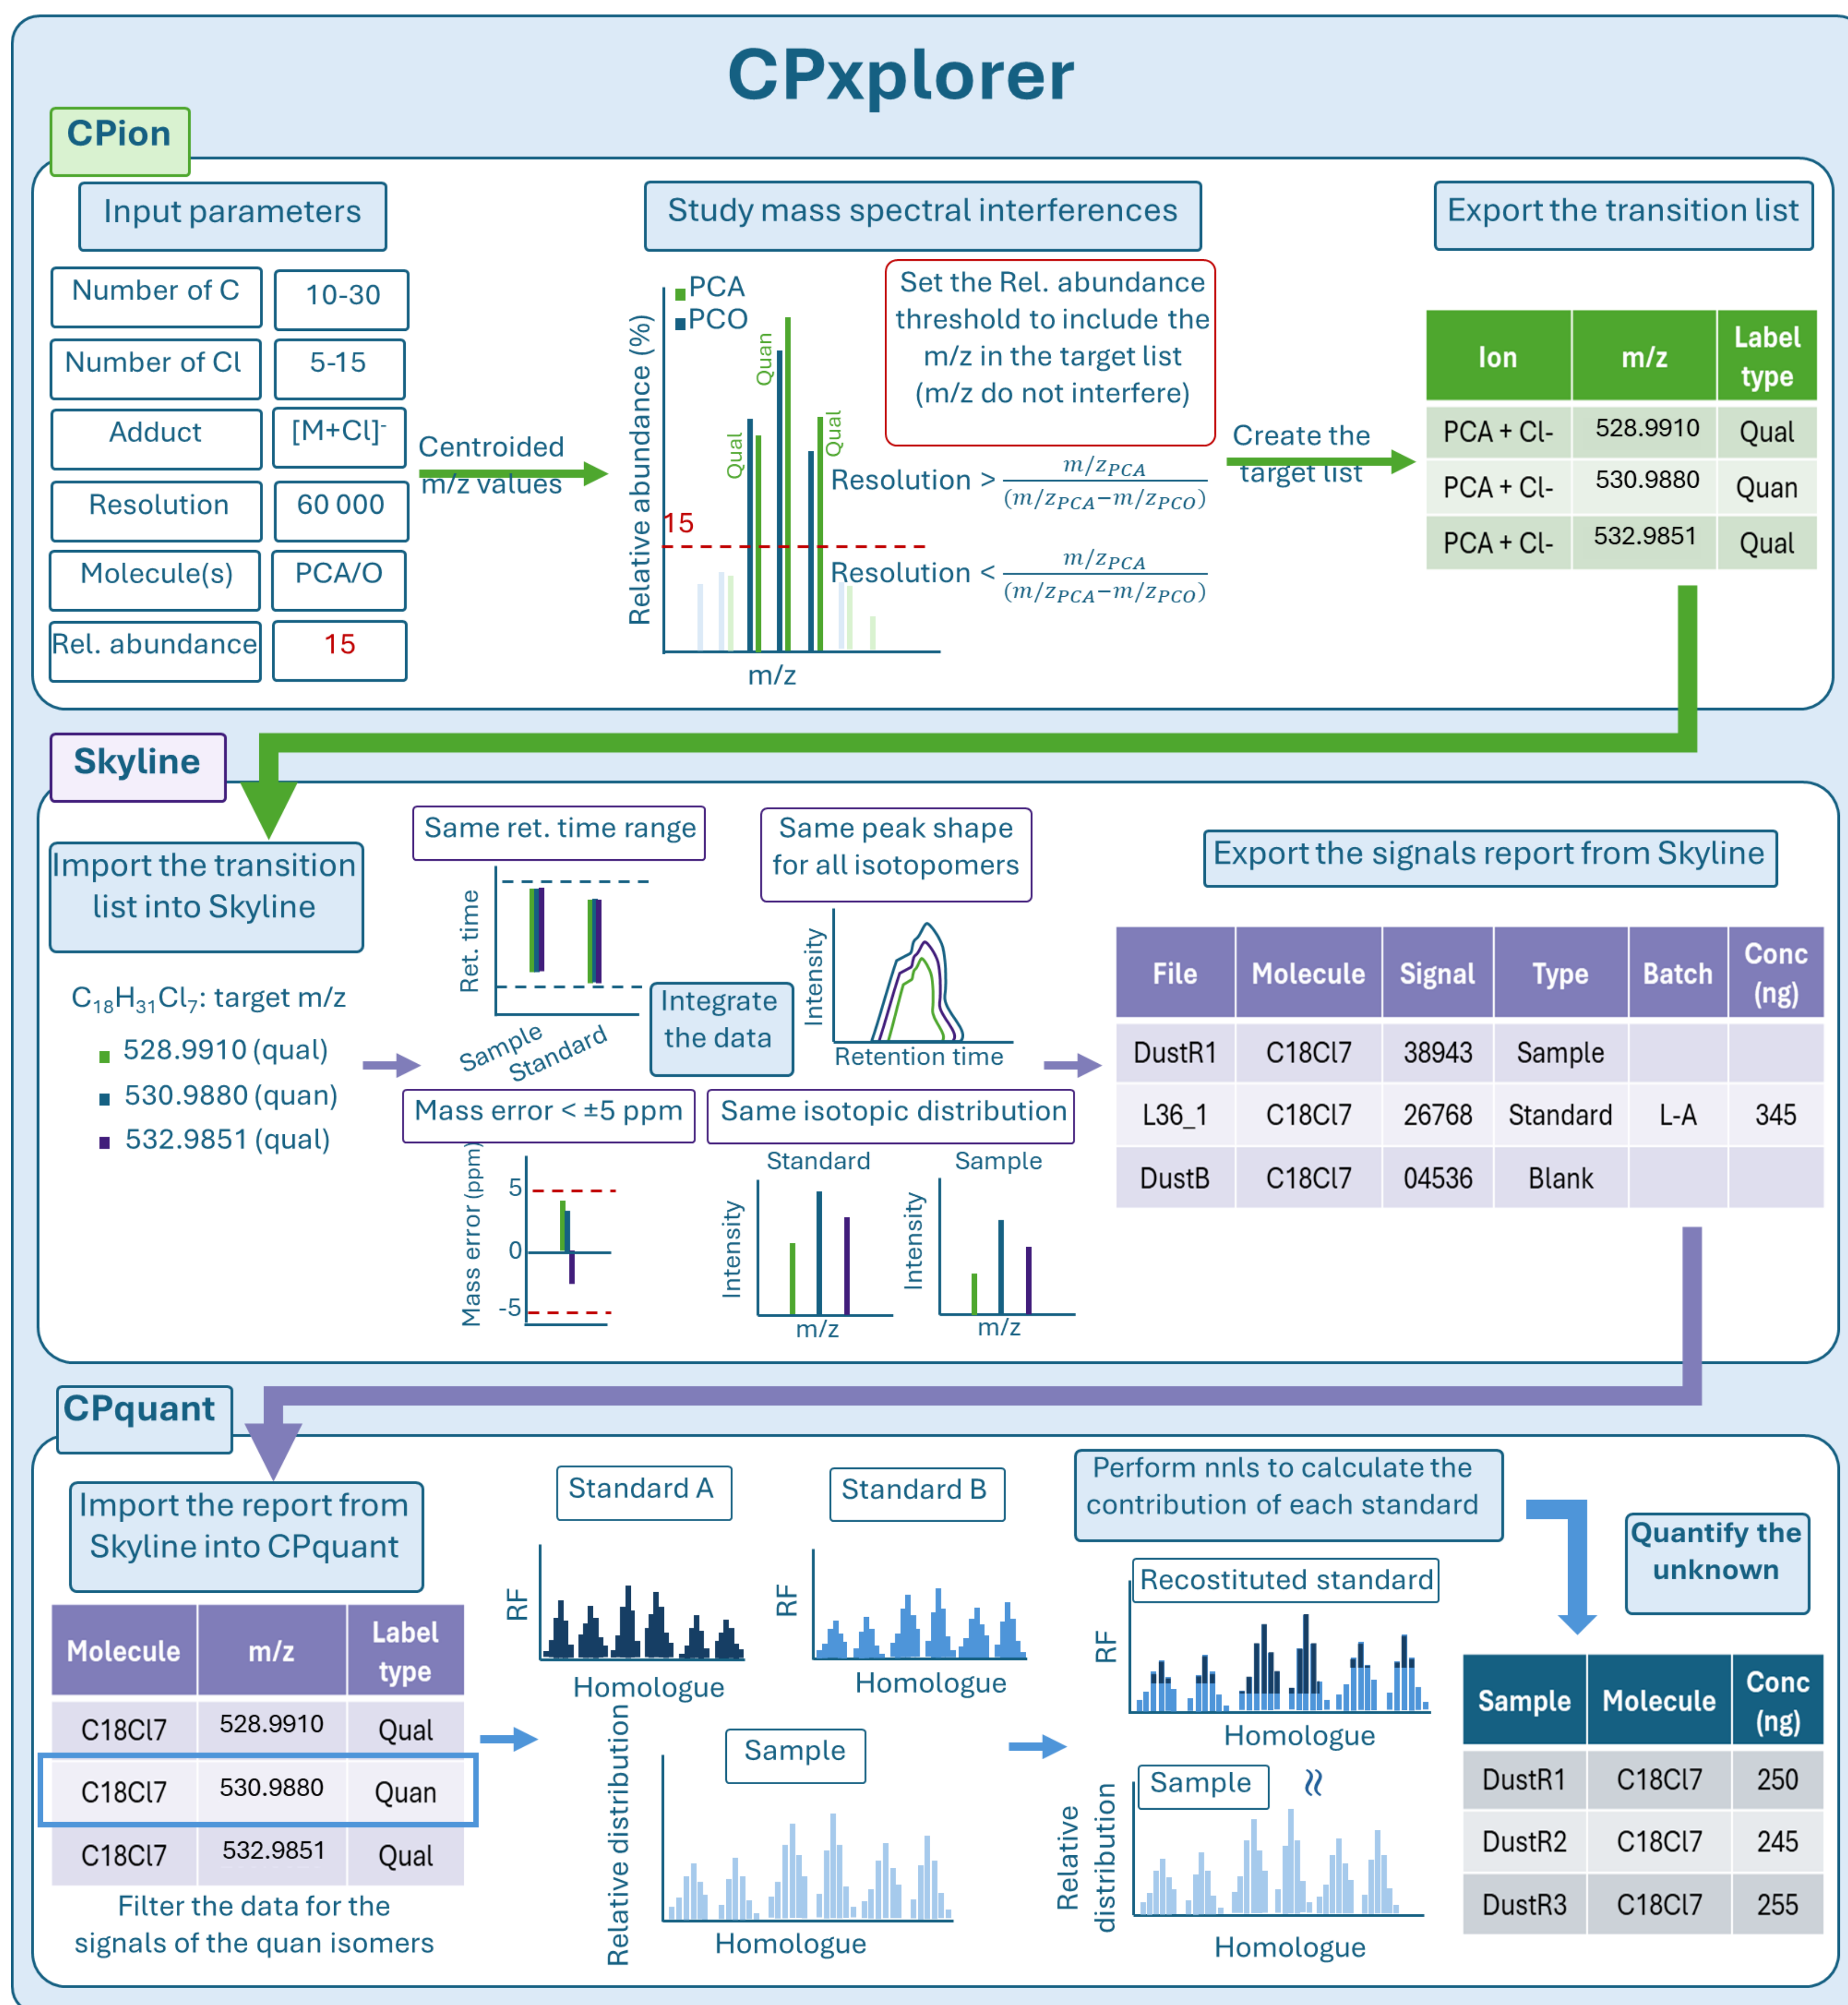 CPxplorer
CPion
Input parameters
Number of C
10-30
Number of Cl
5-15
Adduct
[M+Cl]⁻
Resolution
60 000
Molecule(s)
PCA/O
Rel. abundance
15
Centroided
m/z values
Study mass spectral interferences
PCA
PCO
Relative abundance (%)
15
Qual
Quan
Qual
m/z
Set the Rel. abundance
threshold to include the
m/z in the target list
(m/z do not interfere)
Resolution > m/z_PCA / (m/z_PCA−m/z_PCO)
Resolution < m/z_PCA / (m/z_PCA−m/z_PCO)
Create the
target list
Export the transition list
Ion m/z Label type
PCA + Cl- 528.9910 Qual
PCA + Cl- 530.9880 Quan
PCA + Cl- 532.9851 Qual
Skyline
Import the transition
list into Skyline
C₁₈H₃₁Cl₇: target m/z
528.9910 (qual)
530.9880 (quan)
532.9851 (qual)
Same ret. time range
Ret. time
Sample
Standard
Integrate
the data
Same peak shape
for all isotopomers
Intensity
Retention time
Mass error < ±5 ppm
Mass error (ppm)
5
0
-5
Same isotopic distribution
Standard
Intensity
m/z
Sample
Intensity
m/z
Export the signals report from Skyline
File Molecule Signal Type Batch Conc (ng)
DustR1 C18Cl7 38943 Sample
L36_1 C18Cl7 26768 Standard L-A 345
DustB C18Cl7 04536 Blank
CPquant
Import the report from
Skyline into CPquant
Molecule m/z Label type
C18Cl7 528.9910 Qual
C18Cl7 530.9880 Quan
C18Cl7 532.9851 Qual
Filter the data for the
signals of the quan isomers
Standard A
RF
Homologue
Standard B
RF
Homologue
Sample
Relative distribution
Homologue
Perform nnls to calculate the
contribution of each standard
Recostituted standard
RF
Homologue
Sample
≈
Relative
distribution
Homologue
Quantify the
unknown
Sample Molecule Conc (ng)
DustR1 C18Cl7 250
DustR2 C18Cl7 245
DustR3 C18Cl7 255